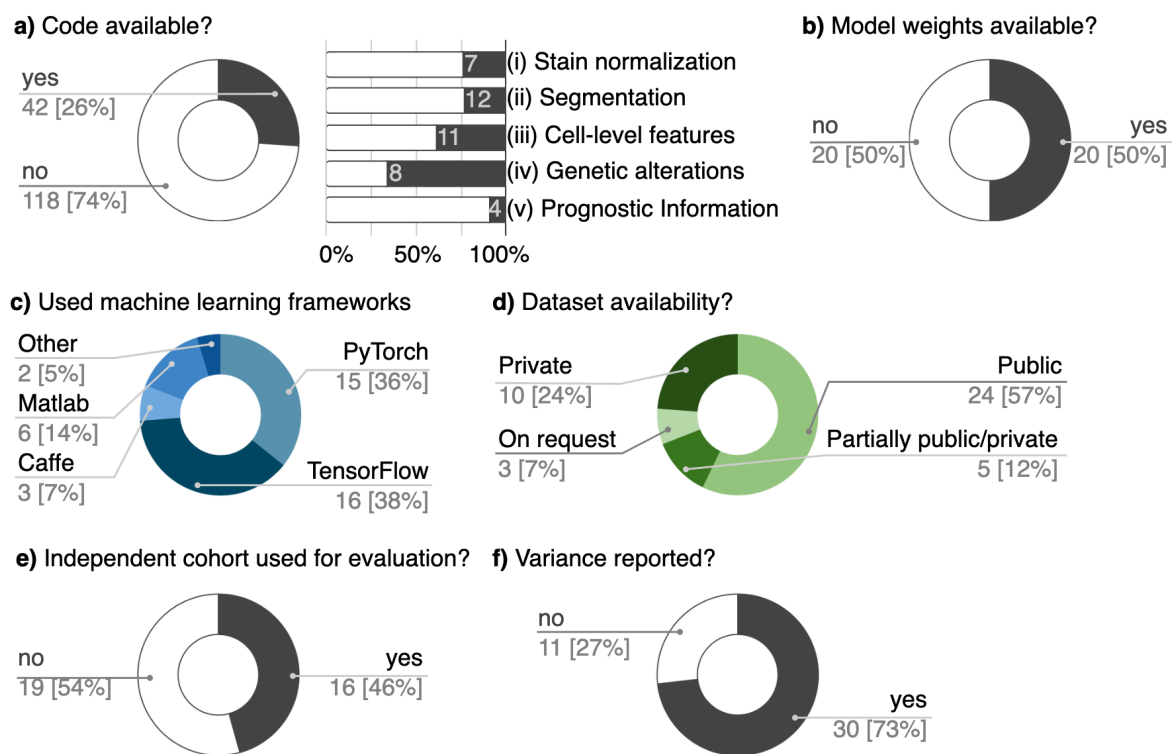 a) Code available?
yes
42 [26%]
no
118 [74%]
7
(i) Stain normalization
12
(ii) Segmentation
11
(iii) Cell-level features
8
(iv) Genetic alterations
4
(v) Prognostic Information
0%
50%
100%
b) Model weights available?
no
20 [50%]
yes
20 [50%]
c) Used machine learning frameworks
Other
2 [5%]
Matlab
6 [14%]
Caffe
3 [7%]
PyTorch
15 [36%]
TensorFlow
16 [38%]
d) Dataset availability?
Private
10 [24%]
On request
3 [7%]
Public
24 [57%]
Partially public/private
5 [12%]
e) Independent cohort used for evaluation?
no
19 [54%]
yes
16 [46%]
f) Variance reported?
no
11 [27%]
yes
30 [73%]